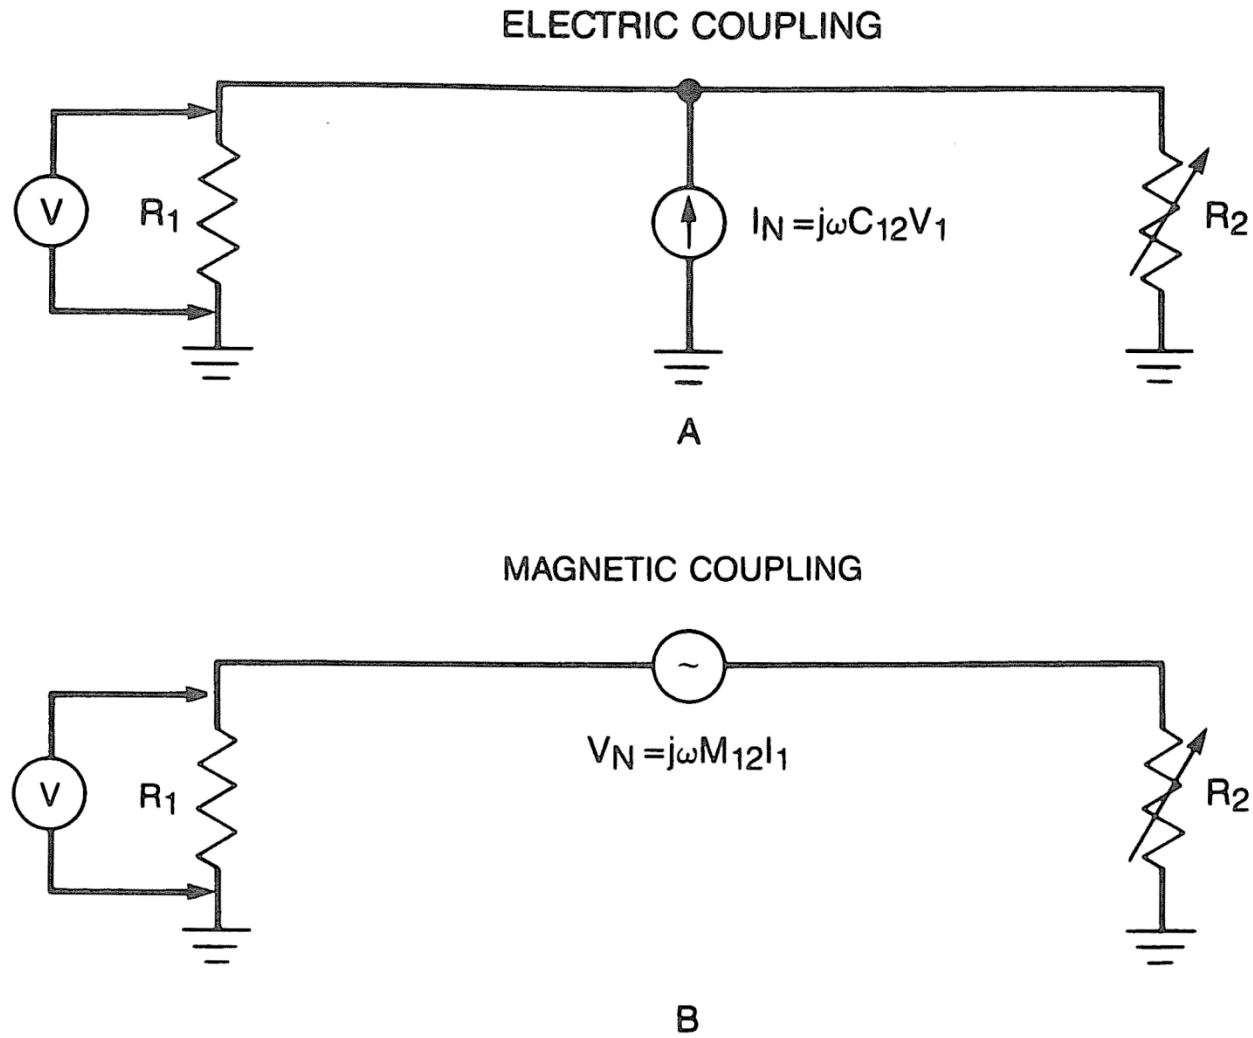 ELECTRIC COUPLING
V
R1
IN=jωC12V1
R2
A
MAGNETIC COUPLING
~
VN=jωM12I1
V
R1
R2
B